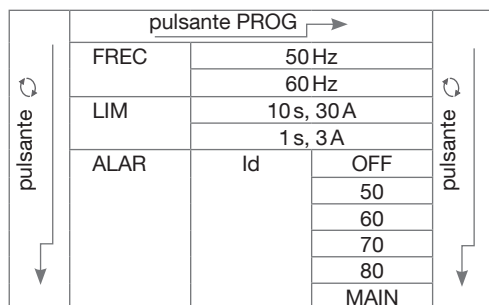 pulsante PROG
pulsante
FREC 50 Hz
60 Hz
LIM 10 s, 30 A
1 s, 3 A
ALAR Id OFF
50
60
70
80
MAIN
pulsante